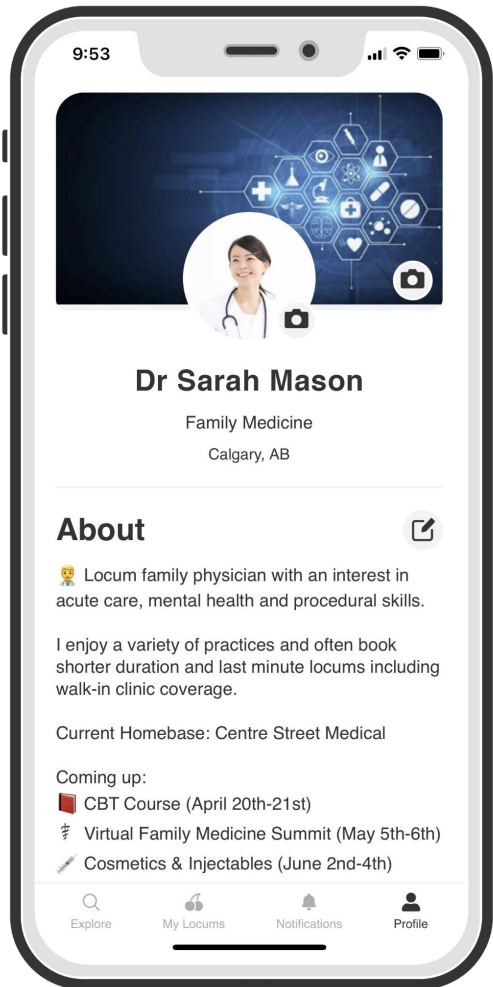 9:53
Dr Sarah Mason
Family Medicine
Calgary, AB
About
👨‍⚕️ Locum family physician with an interest in
acute care, mental health and procedural skills.
I enjoy a variety of practices and often book
shorter duration and last minute locums including
walk-in clinic coverage.
Current Homebase: Centre Street Medical
Coming up:
📕 CBT Course (April 20th-21st)
⚕ Virtual Family Medicine Summit (May 5th-6th)
💉 Cosmetics & Injectables (June 2nd-4th)
Explore My Locums Notifications Profile